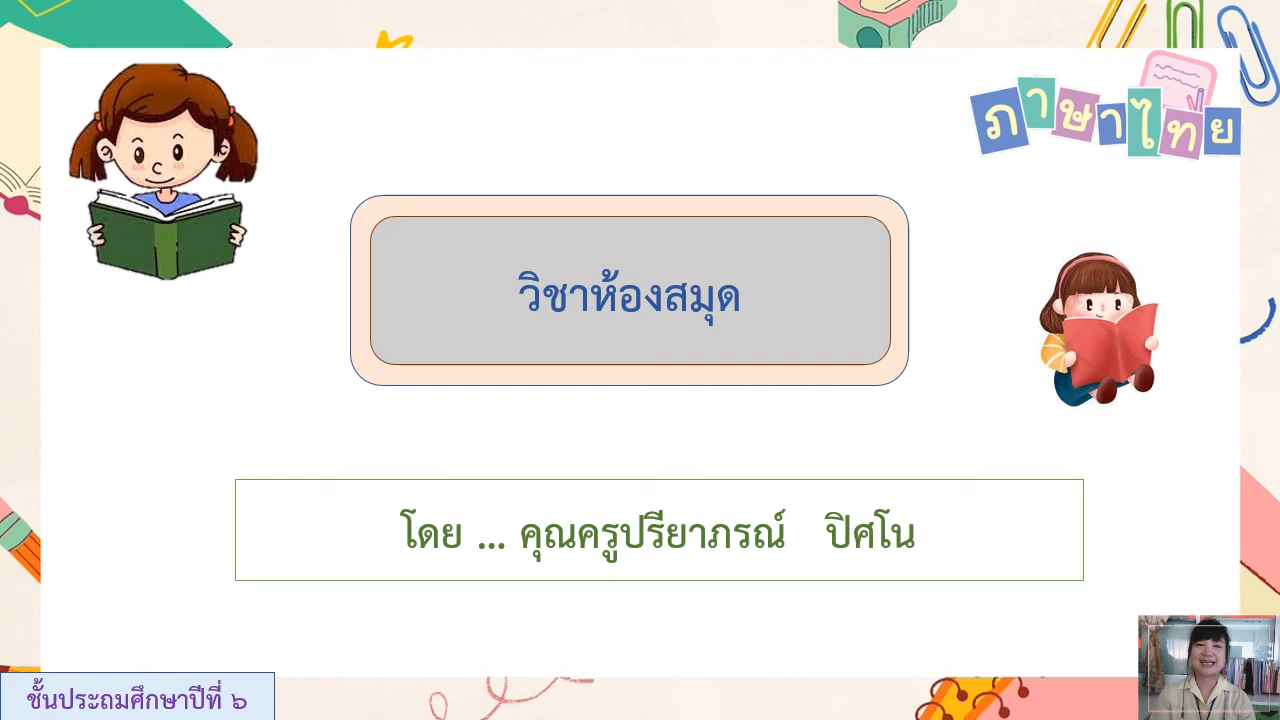 ภาษาไทย
วิชาห้องสมุด
โดย ... คุณครูปรียาภรณ์ ปิศโน
ชั้นประถมศึกษาปีที่ ๖